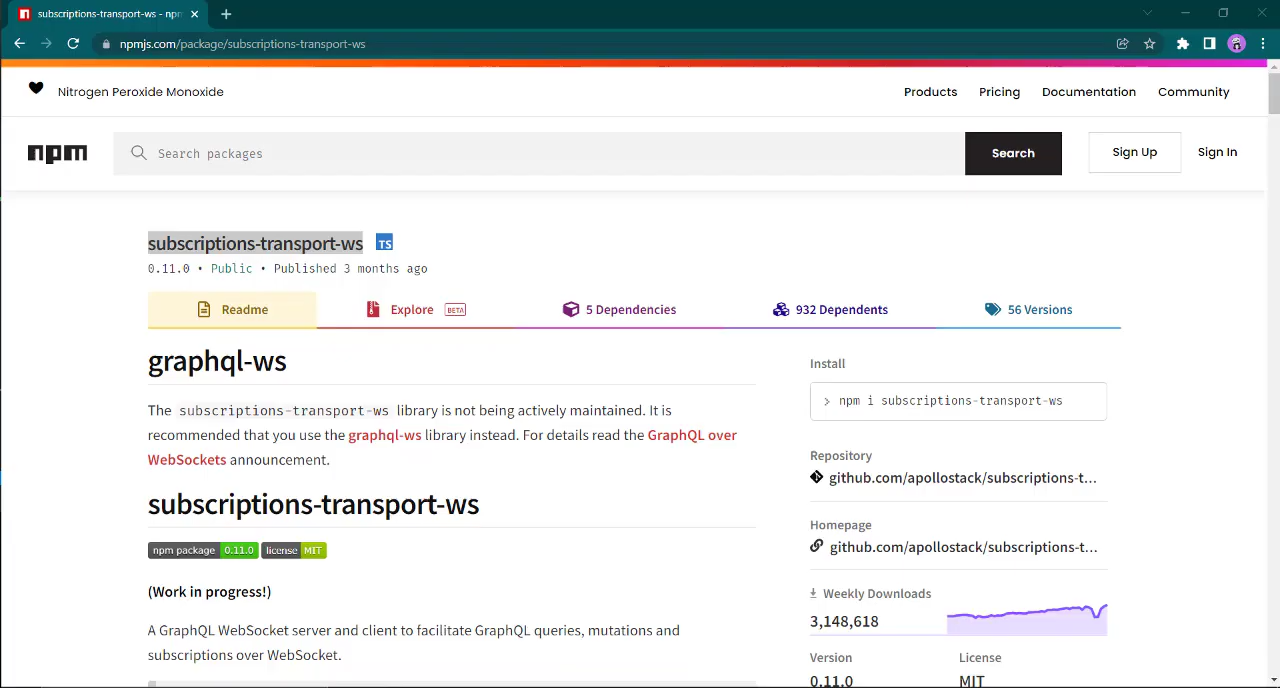 subscriptions-transport-ws - npm
npmjs.com/package/subscriptions-transport-ws
Nitrogen Peroxide Monoxide
Products
Pricing
Documentation
Community
npm
Search packages
Search
Sign Up
Sign In
subscriptions-transport-ws TS
0.11.0 • Public • Published 3 months ago
Readme
Explore BETA
5 Dependencies
932 Dependents
56 Versions
graphql-ws
The subscriptions-transport-ws library is not being actively maintained. It is
recommended that you use the graphql-ws library instead. For details read the GraphQL over
WebSockets announcement.
subscriptions-transport-ws
npm package 0.11.0 license MIT
(Work in progress!)
A GraphQL WebSocket server and client to facilitate GraphQL queries, mutations and
subscriptions over WebSocket.
Install
> npm i subscriptions-transport-ws
Repository
github.com/apollostack/subscriptions-t...
Homepage
github.com/apollostack/subscriptions-t...
Weekly Downloads
3,148,618
Version
License
0.11.0
MIT